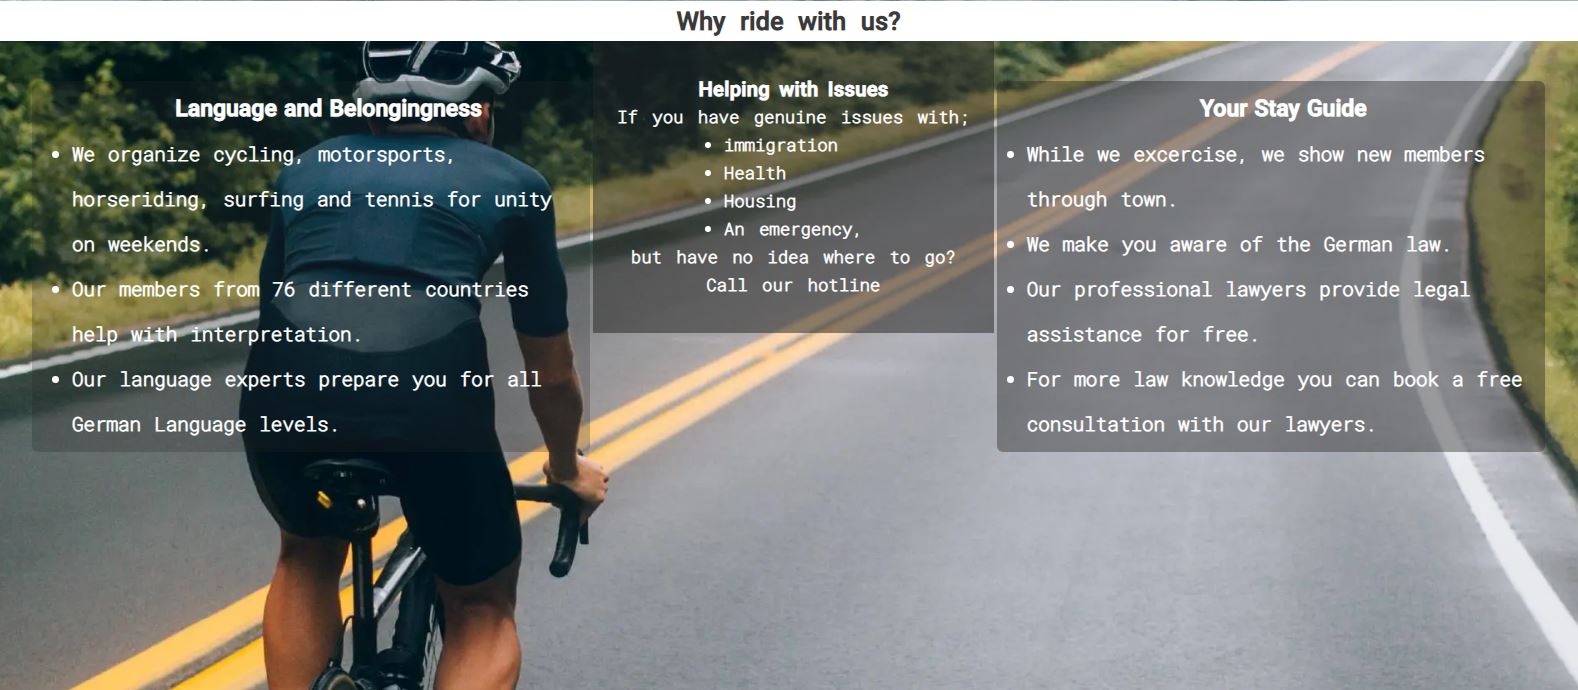 Why ride with us?
Language and Belongingness
We organize cycling, motorsports,
horseriding, surfing and tennis for unity
on weekends.
Our members from 76 different countries
help with interpretation.
Our language experts prepare you for all
German Language levels.
Helping with Issues
If you have genuine issues with;
immigration
Health
Housing
An emergency,
but have no idea where to go?
Call our hotline
Your Stay Guide
While we excercise, we show new members
through town.
We make you aware of the German law.
Our professional lawyers provide legal
assistance for free.
For more law knowledge you can book a free
consultation with our lawyers.